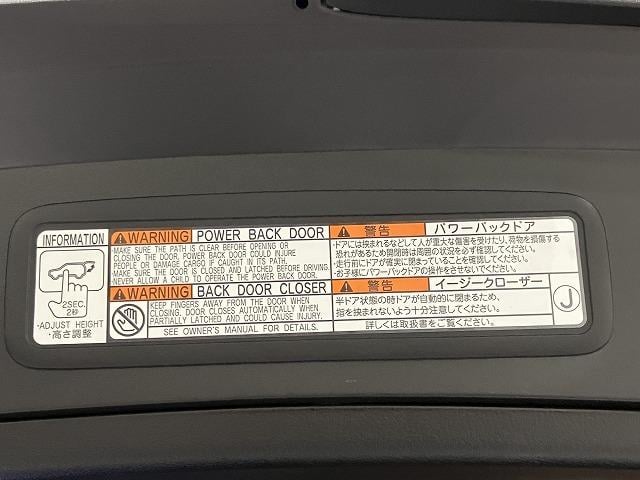 INFORMATION
2SEC.
2秒
・ADJUST HEIGHT
・高さ調整
WARNING POWER BACK DOOR
・MAKE SURE THE PATH IS CLEAR BEFORE OPENING OR
CLOSING THE DOOR. POWER BACK DOOR COULD INJURE
PEOPLE OR DAMAGE CARGO IF CAUGHT IN ITS PATH.
・MAKE SURE THE DOOR IS CLOSED AND LATCHED BEFORE DRIVING.
・NEVER ALLOW A CHILD TO OPERATE THE POWER BACK DOOR.
WARNING BACK DOOR CLOSER
KEEP FINGERS AWAY FROM THE DOOR WHEN
CLOSING. DOOR CLOSES AUTOMATICALLY WHEN
PARTIALLY LATCHED AND COULD CAUSE INJURY.
SEE OWNER'S MANUAL FOR DETAILS.
警告 パワーバックドア
・ドアには挟まれるなどして人が重大な傷害を受けたり、荷物を損傷する
恐れがあるため開閉時は周囲の状況を必ず確認してください。
・走行前にドアが確実に閉まっていることを確認してください。
・お子様にパワーバックドアの操作をさせないでください。
警告 イージークローザー
半ドア状態の時ドアが自動的に閉まるため、
指を挟まれないよう十分注意してください。
詳しくは取扱書をご覧ください。
J